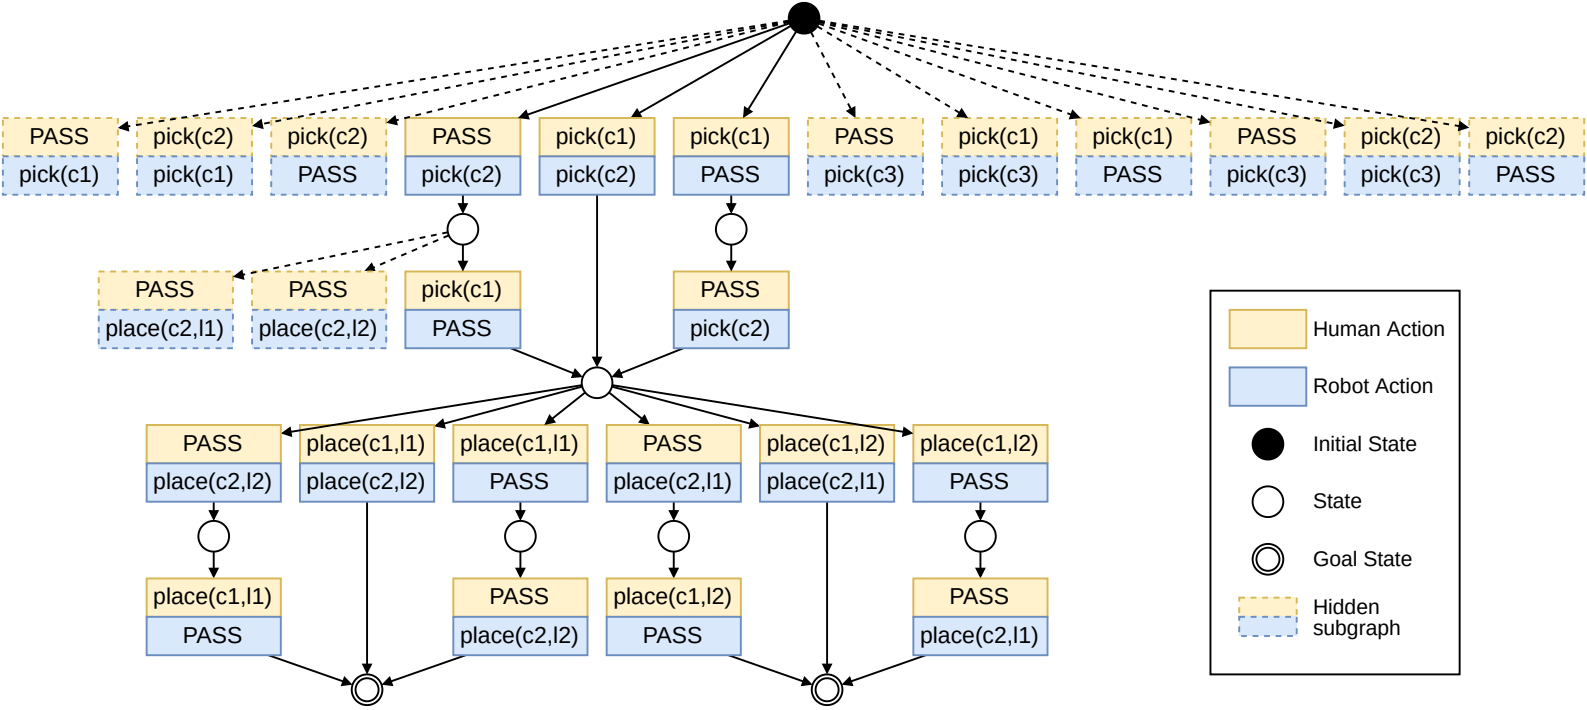 PASS
pick(c1)
pick(c2)
pick(c1)
pick(c2)
PASS
PASS
pick(c2)
pick(c1)
pick(c2)
pick(c1)
PASS
PASS
pick(c3)
pick(c1)
pick(c3)
pick(c1)
PASS
PASS
pick(c3)
pick(c2)
pick(c3)
pick(c2)
PASS
PASS
place(c2,l1)
PASS
place(c2,l2)
pick(c1)
PASS
PASS
pick(c2)
PASS
place(c2,l2)
place(c1,l1)
place(c2,l2)
place(c1,l1)
PASS
PASS
place(c2,l1)
place(c1,l2)
place(c2,l1)
place(c1,l2)
PASS
place(c1,l1)
PASS
PASS
place(c2,l2)
place(c1,l2)
PASS
PASS
place(c2,l1)
Human Action
Robot Action
Initial State
State
Goal State
Hidden
subgraph